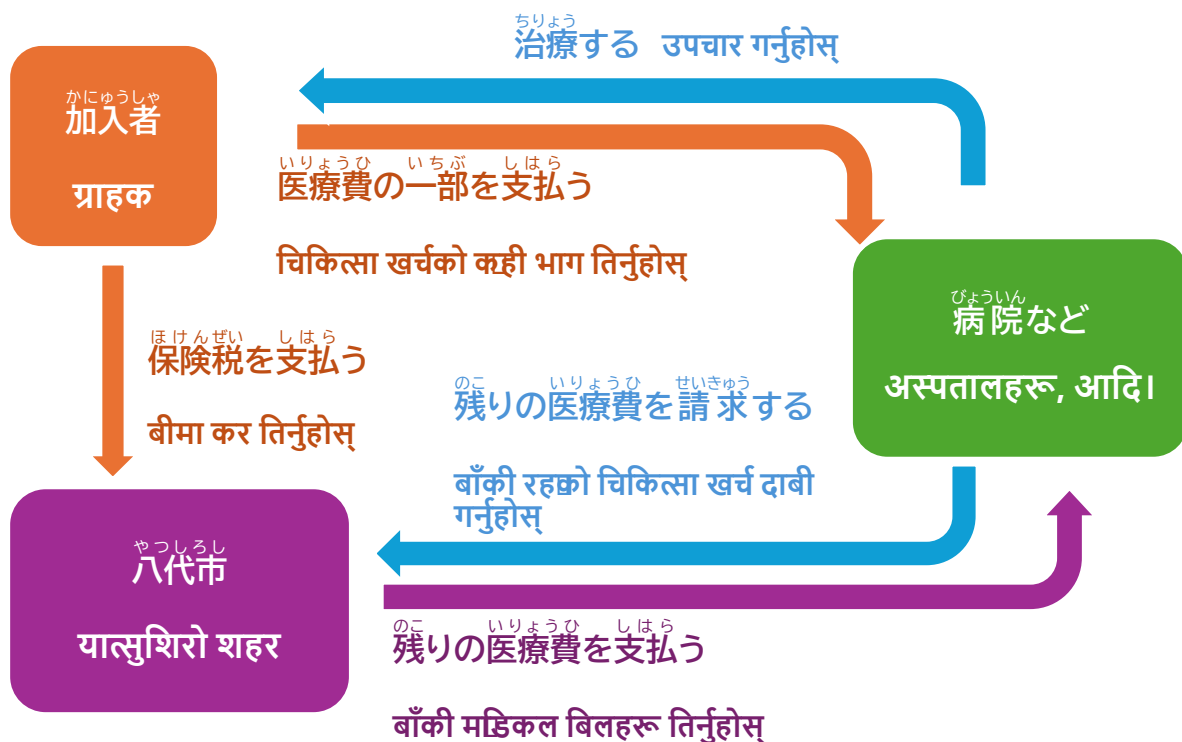 ちりょう
治療する उपचार गर्नुहोस्
かにゅうしゃ
加入者
ग्राहक
いりょうひ いちぶ しはら
医療費の一部を支払う
चिकित्सा खर्चको केही भाग तिर्नुहोस्
びょういん
病院など
अस्पतालहरू, आदि।
ほけんぜい しはら
保険税を支払う
बीमा कर तिर्नुहोस्
のこ いりょうひ せいきゅう
残りの医療費を請求する
बाँकी रहेको चिकित्सा खर्च दाबी
गर्नुहोस्
やつしろし
八代市
यात्सुशिरो शहर
のこ いりょうひ しはら
残りの医療費を支払う
बाँकी मेडिकल बिलहरू तिर्नुहोस्